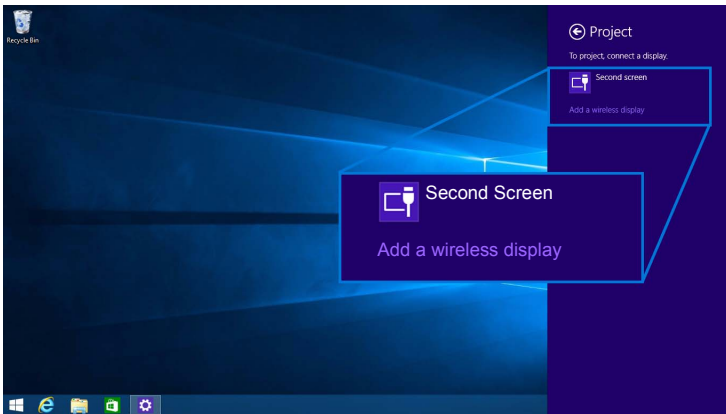 Recycle Bin
Project
To project, connect a display.
Second screen
Add a wireless display
Second Screen
Add a wireless display